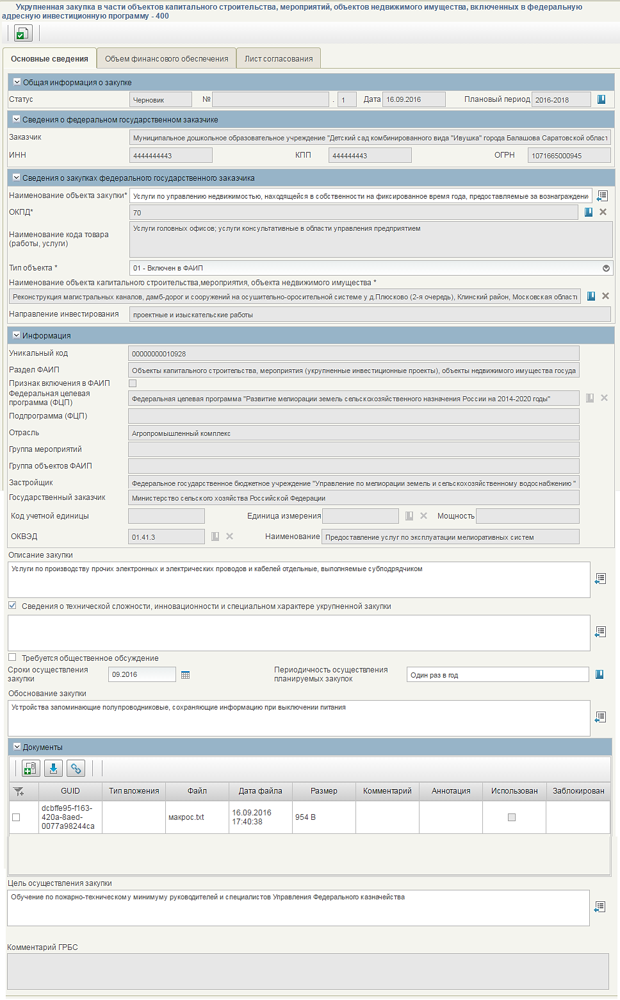 Укрупненная закупка в части объектов капитального строительства, мероприятий, объектов недвижимого имущества, включенных в федеральную
адресную инвестиционную программу - 400
Основные сведения Объем финансового обеспечения Лист согласования
Общая информация о закупке
Статус Черновик № . 1 Дата 16.09.2016 Плановый период 2016-2018
Сведения о федеральном государственном заказчике
Заказчик Муниципальное дошкольное образовательное учреждение "Детский сад комбинированного вида "Ивушка" города Балашова Саратовской област
ИНН 4444444443 КПП 444444443 ОГРН 1071665000945
Сведения о закупках федерального государственного заказчика
Наименование объекта закупки* Услуги по управлению недвижимостью, находящейся в собственности на фиксированное время года, предоставляемые за вознаграждени
ОКПД* 70
Наименование кода товара
(работы, услуги)
Услуги головных офисов; услуги консультативные в области управления предприятием
Тип объекта * 01 - Включен в ФАИП
Наименование объекта капитального строительства,мероприятия, объекта недвижимого имущества *
Реконструкция магистральных каналов, дамб-дорог и сооружений на осушительно-оросительной системе у д.Плюсково (2-я очередь), Клинский район, Московская област
Направление инвестирования проектные и изыскательские работы
Информация
Уникальный код 00000000010928
Раздел ФАИП Объекты капитального строительства, мероприятия (укрупненные инвестиционные проекты), объекты недвижимого имущества госуда
Признак включения в ФАИП
Федеральная целевая
программа (ФЦП)
Федеральная целевая программа "Развитие мелиорации земель сельскохозяйственного назначения России на 2014-2020 годы"
Подпрограмма (ФЦП)
Отрасль Агропромышленный комплекс
Группа мероприятий
Группа объектов ФАИП
Застройщик Федеральное государственное бюджетное учреждение "Управление по мелиорации земель и сельскохозяйственному водоснабжению "
Государственный заказчик Министерство сельского хозяйства Российской Федерации
Код учетной единицы Единица измерения Мощность
ОКВЭД 01.41.3 Наименование Предоставление услуг по эксплуатации мелиоративных систем
Описание закупки
Услуги по производству прочих электронных и электрических проводов и кабелей отдельные, выполняемые субподрядчиком
Сведения о технической сложности, инновационности и специальном характере укрупненной закупки
Требуется общественное обсуждение
Сроки осуществления
закупки
09.2016
Периодичность осуществления
планируемых закупок
Один раз в год
Обоснование закупки
Устройства запоминающие полупроводниковые, сохраняющие информацию при выключении питания
Документы
GUID Тип вложения Файл Дата файла Размер Комментарий Аннотация Использован Заблокирован
dcbffe95-f163-
420a-8aed-
0077a98244ca
макрос.txt
16.09.2016
17:40:38
954 B
Цель осуществления закупки
Обучение по пожарно-техническому минимуму руководителей и специалистов Управления Федерального казначейства
Комментарий ГРБС